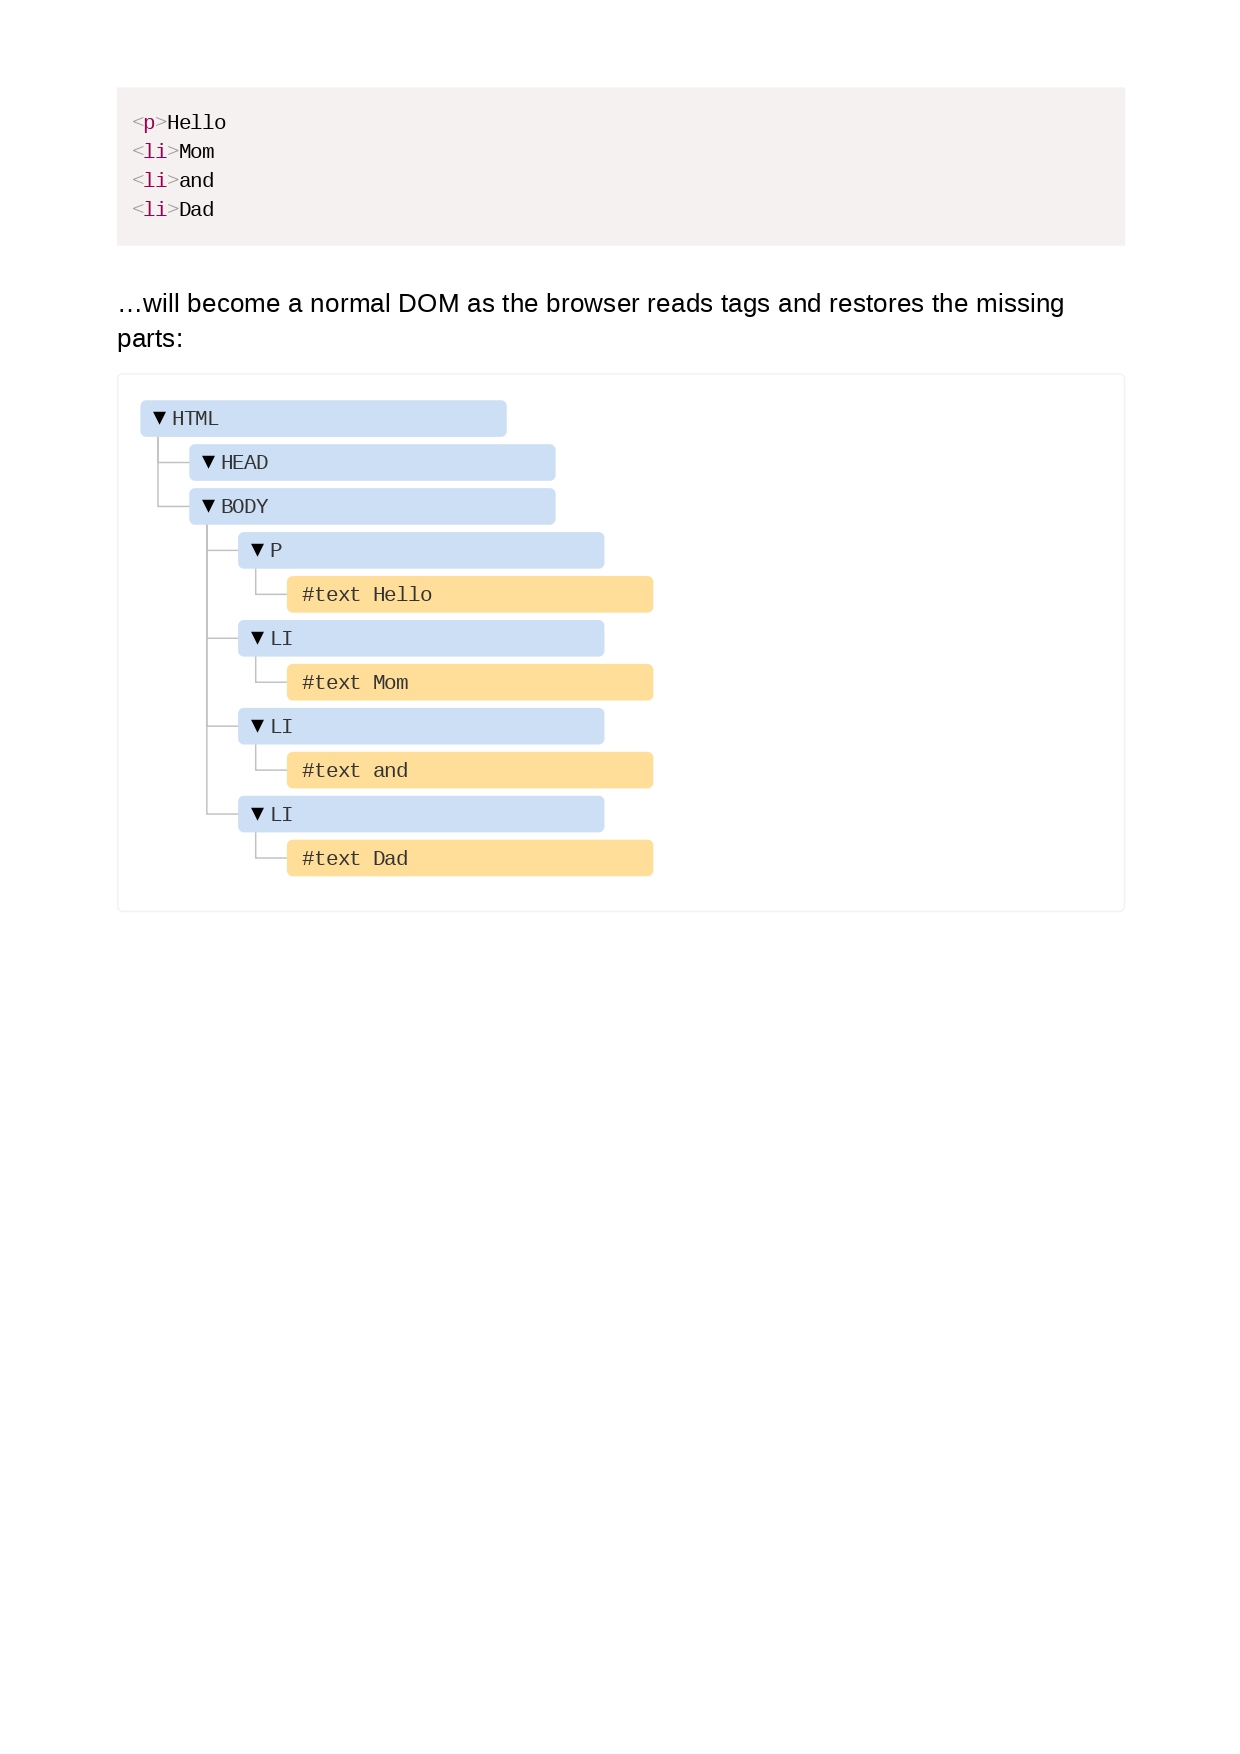 <p>Hello
<li>Mom
<li>and
<li>Dad
…will become a normal DOM as the browser reads tags and restores the missing
parts:
▼ HTML
▼ HEAD
▼ BODY
▼ P
#text Hello
▼ LI
#text Mom
▼ LI
#text and
▼ LI
#text Dad